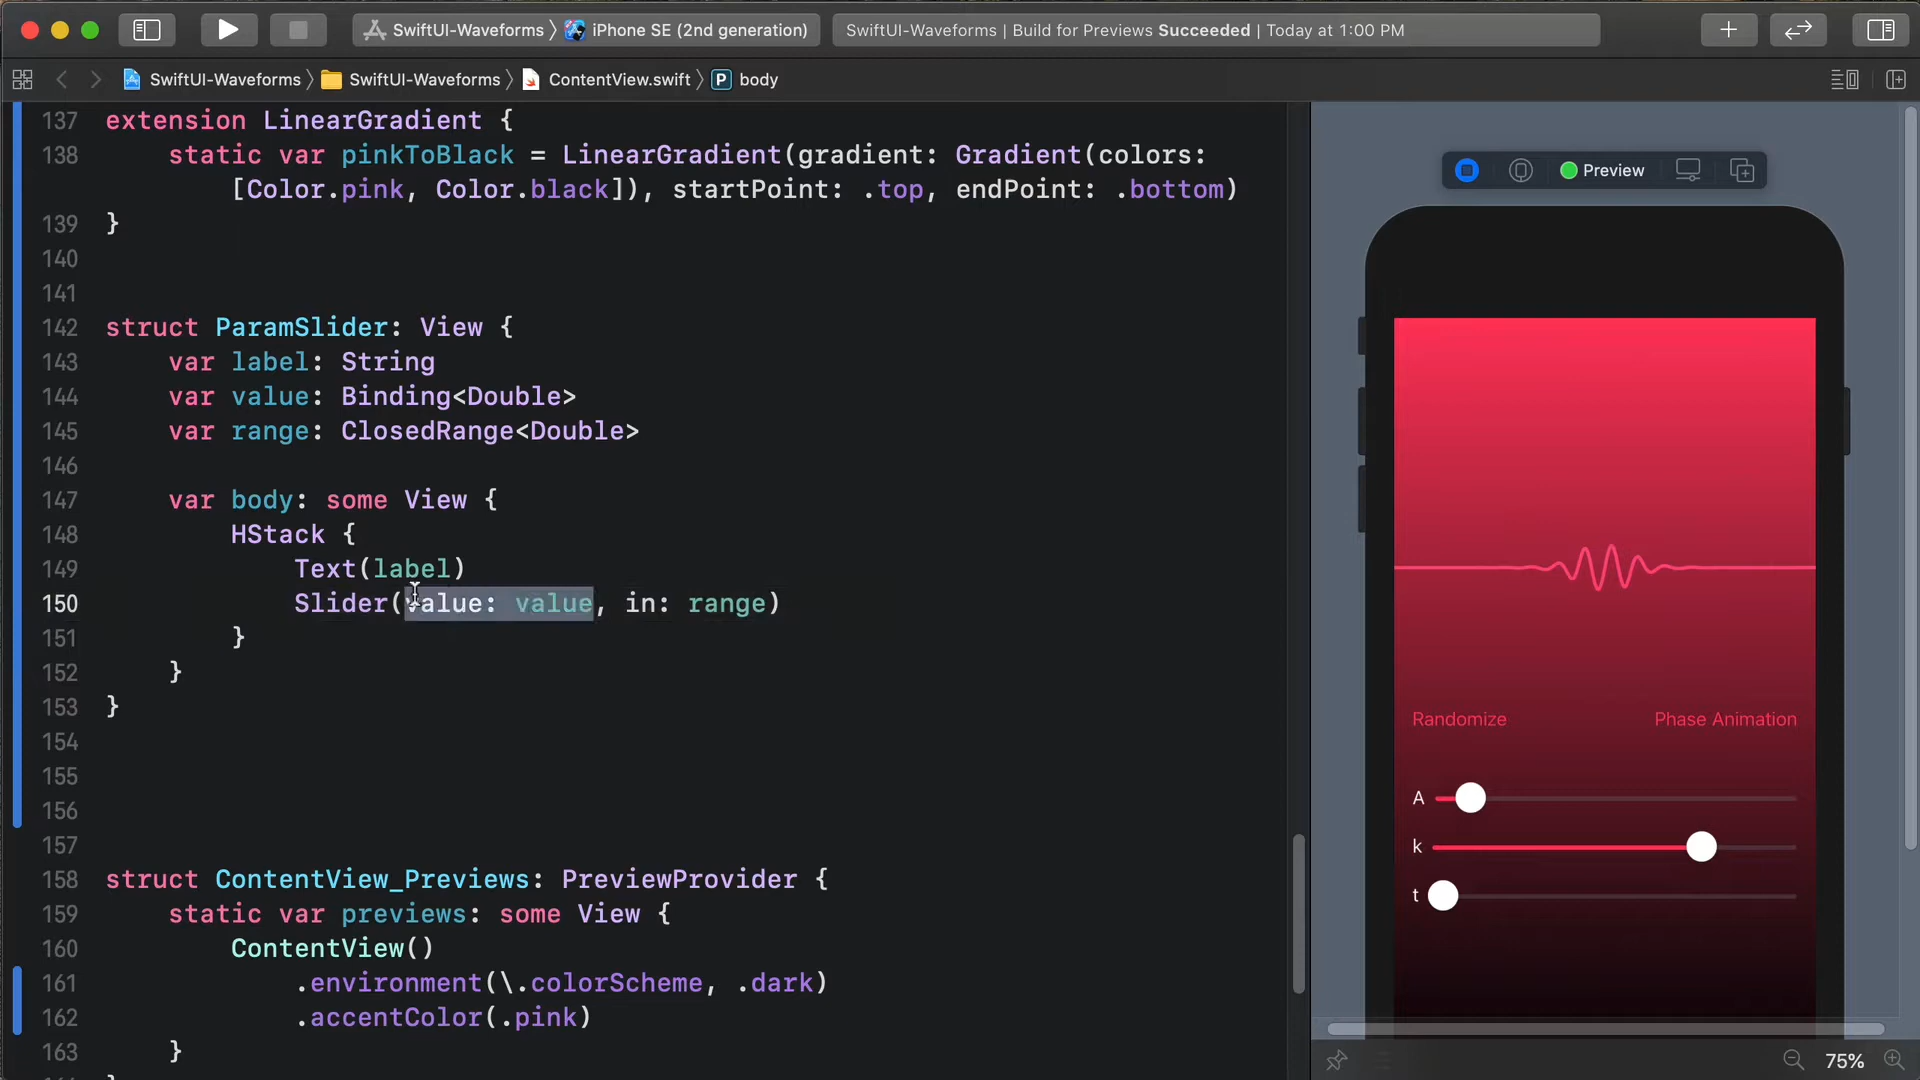 SwiftUI-Waveforms 〉 iPhone SE (2nd generation)
SwiftUI-Waveforms | Build for Previews Succeeded | Today at 1:00 PM
SwiftUI-Waveforms 〉 SwiftUI-Waveforms 〉 ContentView.swift 〉 P body
137 extension LinearGradient {
138 static var pinkToBlack = LinearGradient(gradient: Gradient(colors:
[Color.pink, Color.black]), startPoint: .top, endPoint: .bottom)
139 }
140
141
142 struct ParamSlider: View {
143 var label: String
144 var value: Binding<Double>
145 var range: ClosedRange<Double>
146
147 var body: some View {
148 HStack {
149 Text(label)
150 Slider(value: value, in: range)
151 }
152 }
153 }
154
155
156
157
158 struct ContentView_Previews: PreviewProvider {
159 static var previews: some View {
160 ContentView()
161 .environment(\.colorScheme, .dark)
162 .accentColor(.pink)
163 }
Preview
Randomize Phase Animation
A
k
t
75%